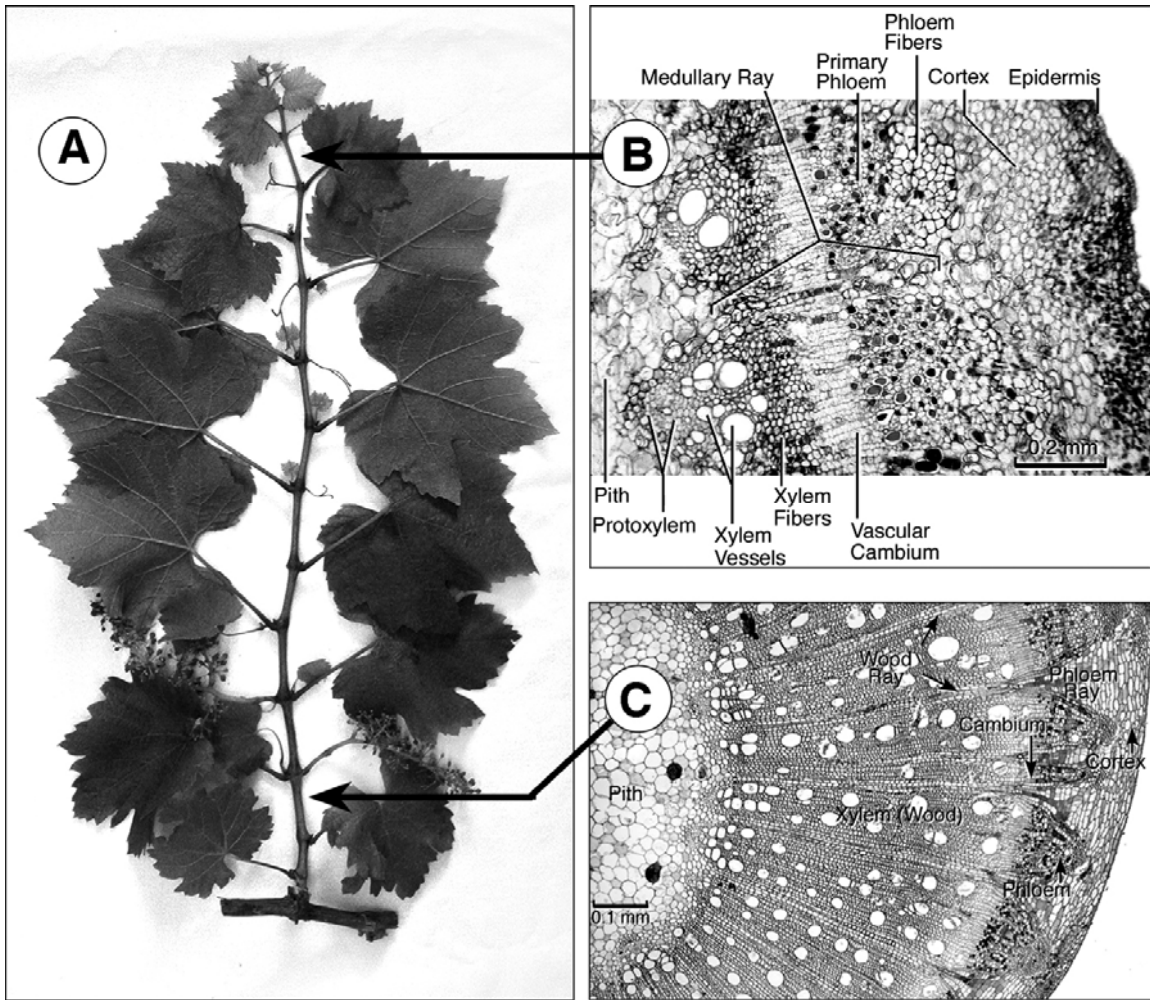 A
B
Medullary Ray
Primary
Phloem
Phloem
Fibers
Cortex
Epidermis
0.2 mm
Pith
Protoxylem
Xylem
Vessels
Xylem
Fibers
Vascular
Cambium
C
Wood
Ray
Phloem
Ray
Cambium
Cortex
Pith
Xylem (Wood)
Phloem
0.1 mm